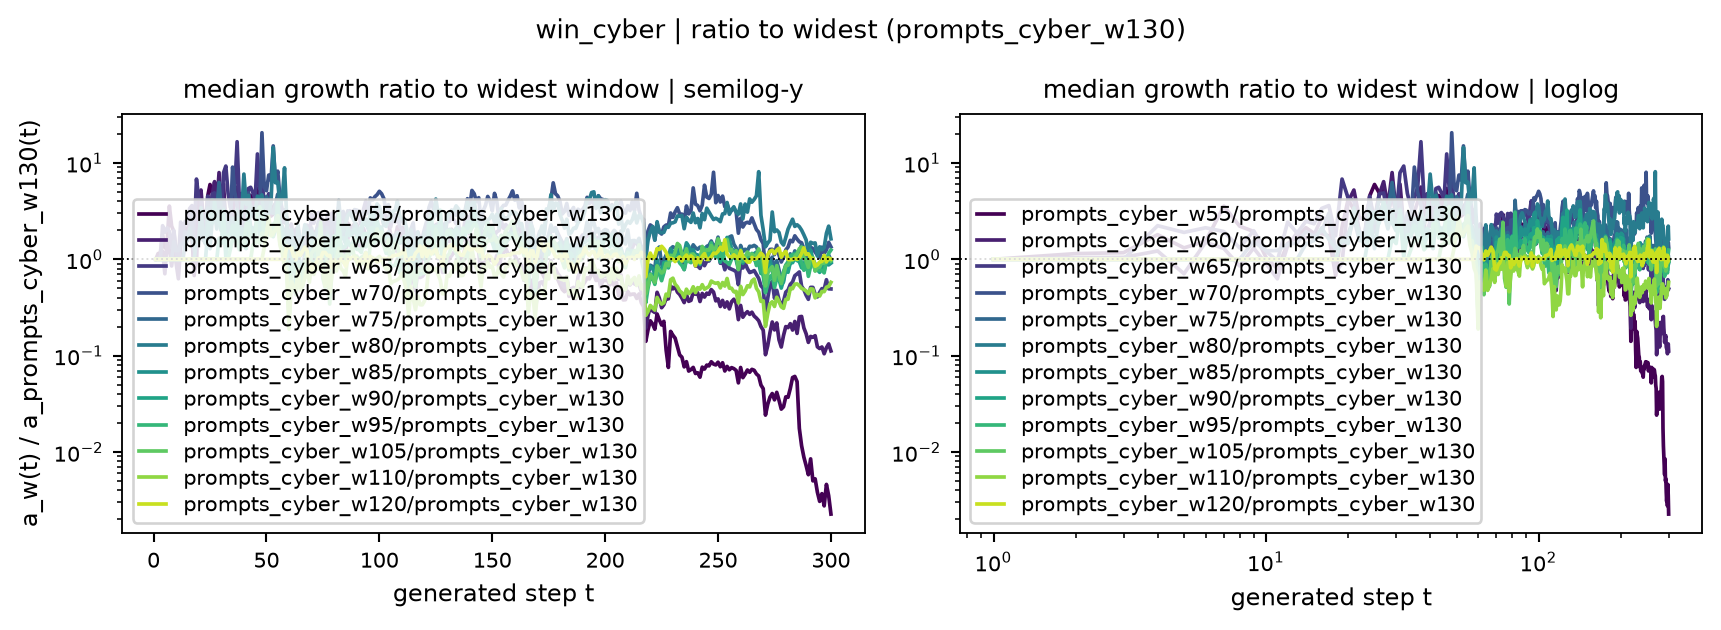 win_cyber | ratio to widest (prompts_cyber_w130)
median growth ratio to widest window | semilog-y
a_w(t) / a_prompts_cyber_w130(t)
10^1
10^0
10^-1
10^-2
prompts_cyber_w55/prompts_cyber_w130
prompts_cyber_w60/prompts_cyber_w130
prompts_cyber_w65/prompts_cyber_w130
prompts_cyber_w70/prompts_cyber_w130
prompts_cyber_w75/prompts_cyber_w130
prompts_cyber_w80/prompts_cyber_w130
prompts_cyber_w85/prompts_cyber_w130
prompts_cyber_w90/prompts_cyber_w130
prompts_cyber_w95/prompts_cyber_w130
prompts_cyber_w105/prompts_cyber_w130
prompts_cyber_w110/prompts_cyber_w130
prompts_cyber_w120/prompts_cyber_w130
0 50 100 150 200 250 300
generated step t
median growth ratio to widest window | loglog
10^1
10^0
10^-1
10^-2
prompts_cyber_w55/prompts_cyber_w130
prompts_cyber_w60/prompts_cyber_w130
prompts_cyber_w65/prompts_cyber_w130
prompts_cyber_w70/prompts_cyber_w130
prompts_cyber_w75/prompts_cyber_w130
prompts_cyber_w80/prompts_cyber_w130
prompts_cyber_w85/prompts_cyber_w130
prompts_cyber_w90/prompts_cyber_w130
prompts_cyber_w95/prompts_cyber_w130
prompts_cyber_w105/prompts_cyber_w130
prompts_cyber_w110/prompts_cyber_w130
prompts_cyber_w120/prompts_cyber_w130
10^0 10^1 10^2
generated step t